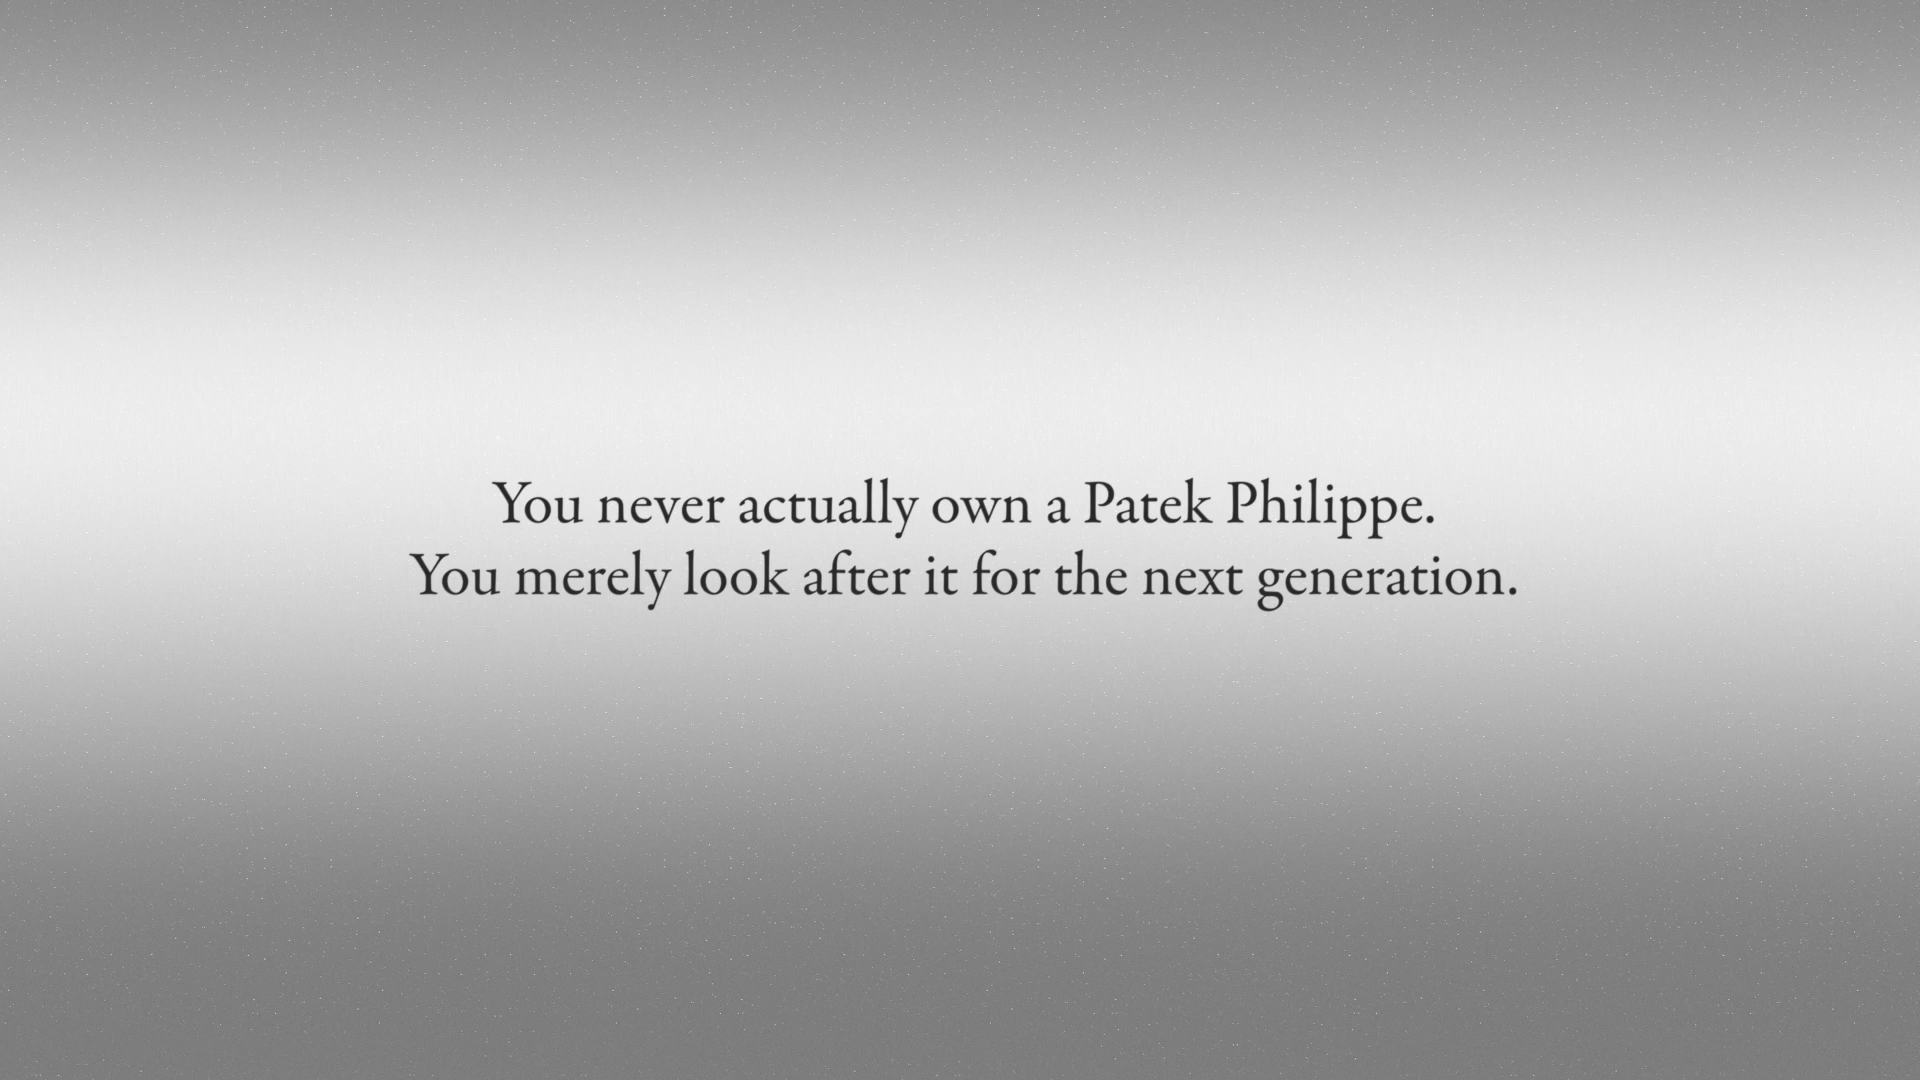 You never actually own a Patek Philippe.
You merely look after it for the next generation.